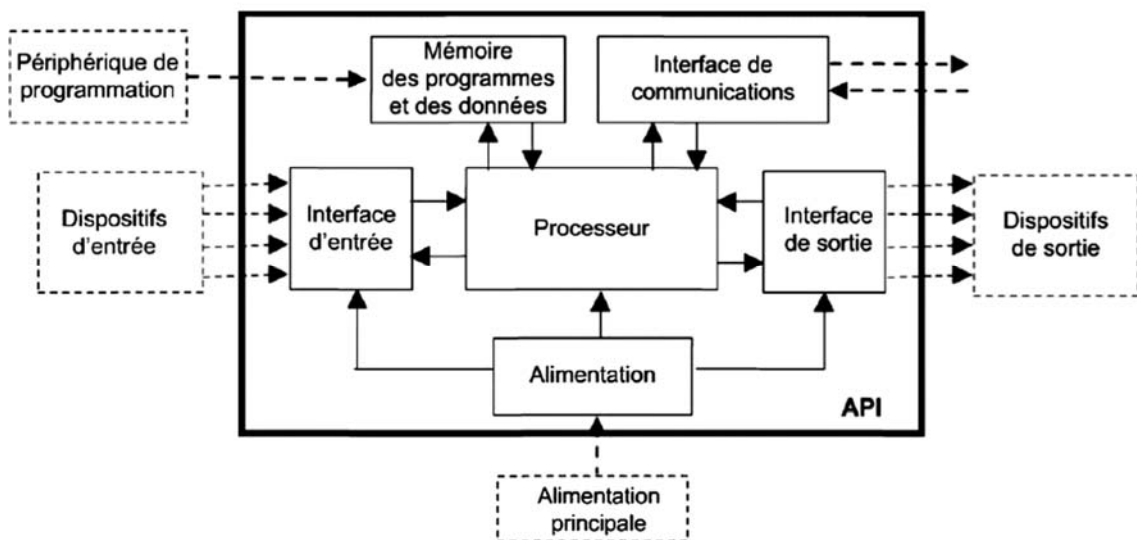 Périphérique de
programmation
Mémoire
des programmes
et des données
Interface de
communications
Dispositifs
d'entrée
Interface
d'entrée
Processeur
Interface
de sortie
Dispositifs
de sortie
Alimentation
API
Alimentation
principale